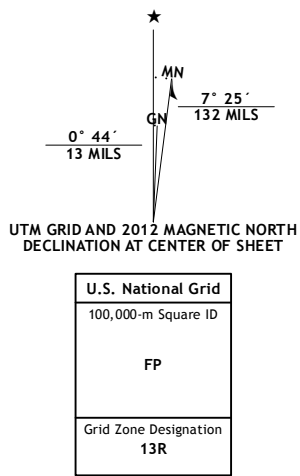 ★
MN
GN
7° 25´
132 MILS
0° 44´
13 MILS
UTM GRID AND 2012 MAGNETIC NORTH
DECLINATION AT CENTER OF SHEET
U.S. National Grid
100,000-m Square ID
FP
Grid Zone Designation
13R